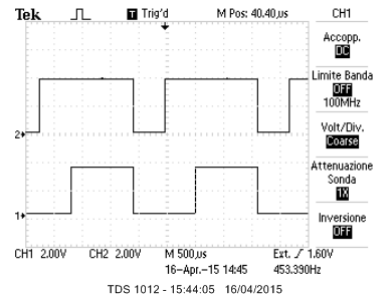 Tek T Trig'd M Pos: 40.40µs CH1
Accopp.
DC
Limite Banda
OFF
100MHz
Volt/Div.
Coarse
Attenuazione
Sonda
1X
Inversione
OFF
2
1
CH1 2.00V CH2 2.00V M 500µs Ext. 1.60V
16-Apr.-15 14:45 453.390Hz
TDS 1012 - 15:44:05 16/04/2015